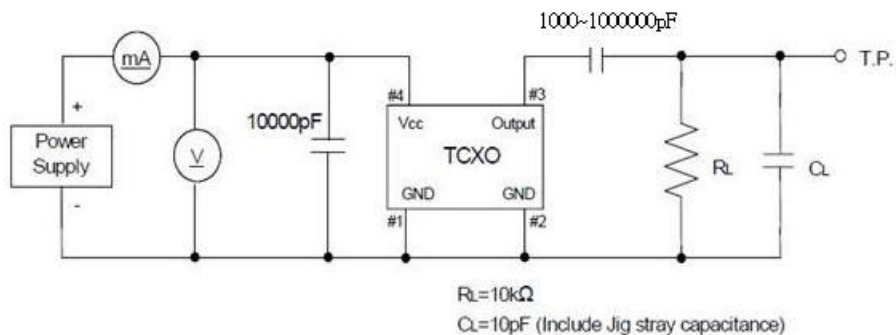 1000~1000000pF
mA
T.P.
+
#4
#3
10000pF
Vcc
Output
Power
Supply
V
TCXO
RL
CL
-
GND
GND
#1
#2
RL=10kΩ
CL=10pF (Include Jig stray capacitance)